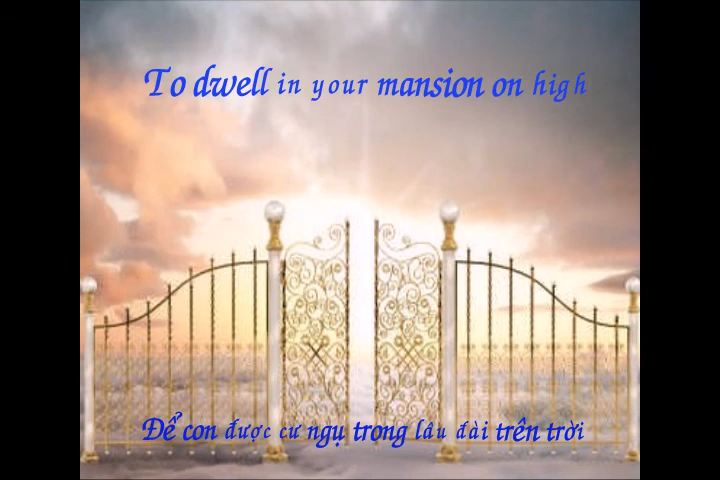 To dwell in your mansion on high
Để con được cư ngụ trong lâu đài trên trời